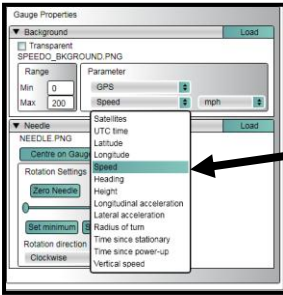 Gauge Properties
Background Load
Transparent
SPEEDO_BKGROUND.PNG
Range Parameter
Min 0 GPS
Max 200 Speed mph
Needle Load
NEEDLE.PNG
Centre on Gaug
Rotation Settings
Zero Needle
Set minimum S
Rotation direction
Clockwise
Satellites
UTC time
Latitude
Longitude
Speed
Heading
Height
Longitudinal acceleration
Lateral acceleration
Radius of turn
Time since stationary
Time since power-up
Vertical speed